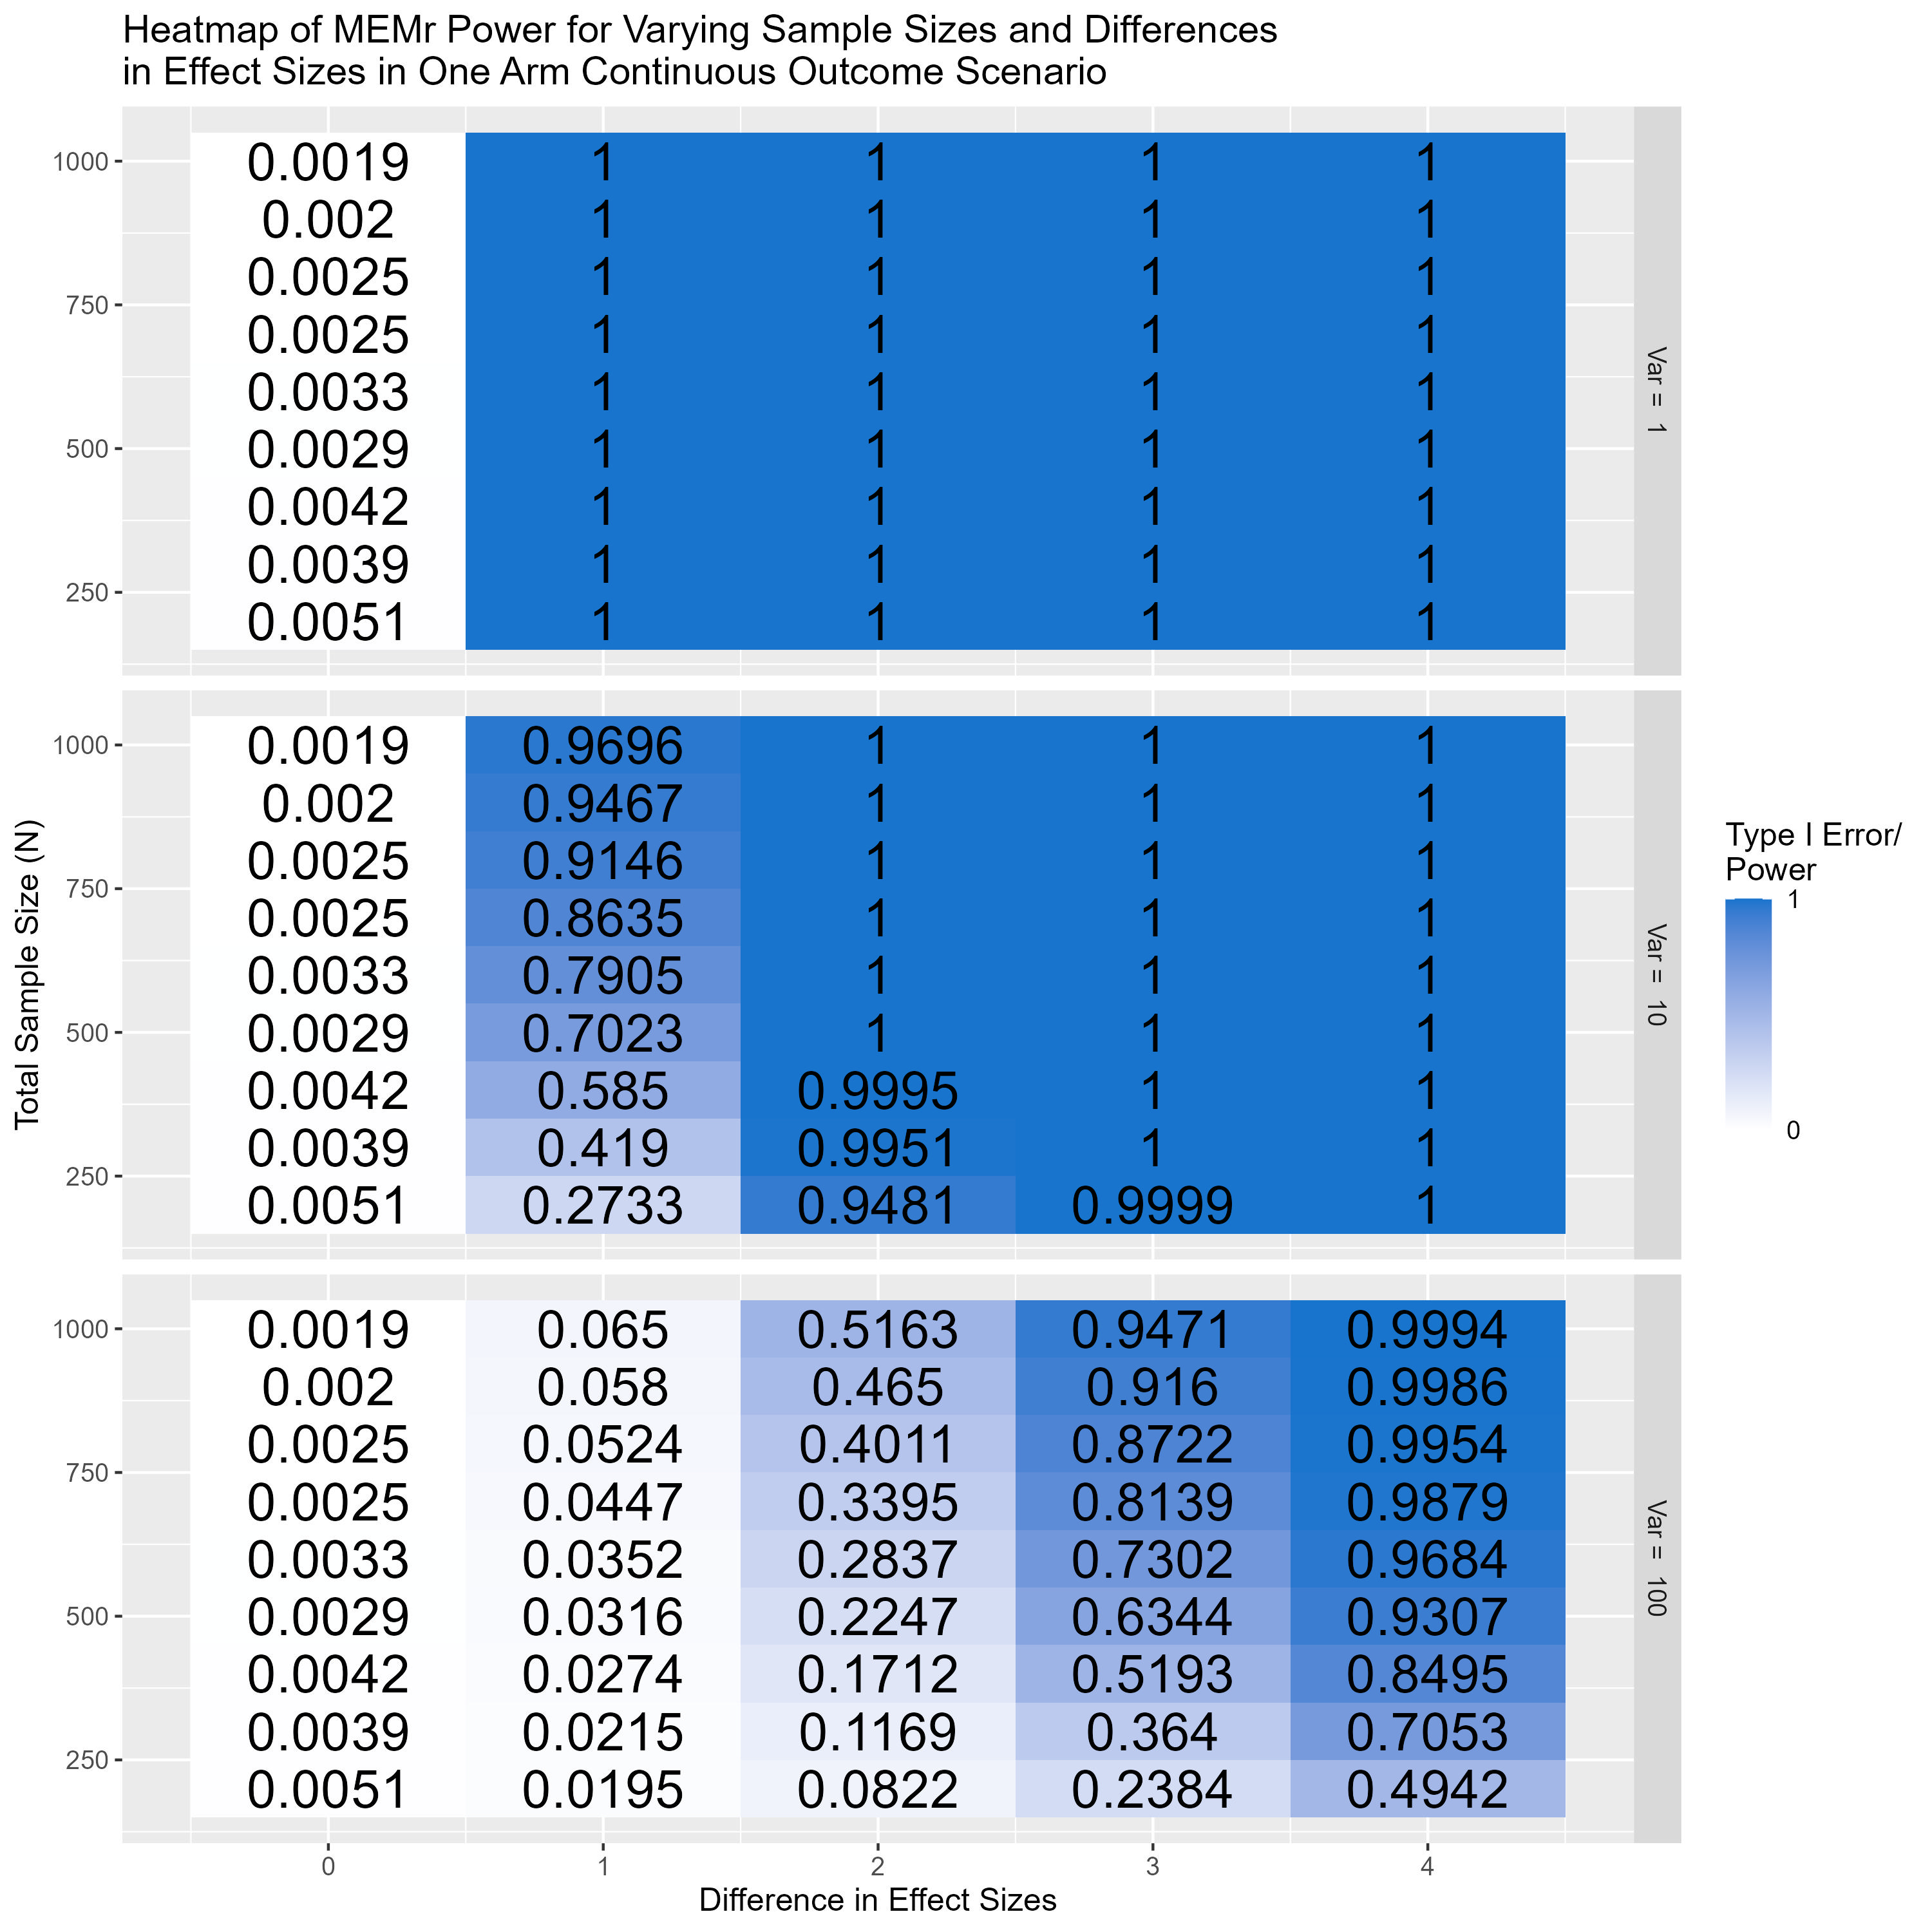 Heatmap of MEMr Power for Varying Sample Sizes and Differences
in Effect Sizes in One Arm Continuous Outcome Scenario
1000 0.0019 1 1 1 1
0.002 1 1 1 1
0.0025 1 1 1 1
750
0.0025 1 1 1 1
0.0033 1 1 1 1
500 0.0029 1 1 1 1
0.0042 1 1 1 1
0.0039 1 1 1 1
250
0.0051 1 1 1 1
Var = 1
1000 0.0019 0.9696 1 1 1
0.002 0.9467 1 1 1
0.0025 0.9146 1 1 1
750
0.0025 0.8635 1 1 1
0.0033 0.7905 1 1 1
500 0.0029 0.7023 1 1 1
0.0042 0.585 0.9995 1 1
0.0039 0.419 0.9951 1 1
250
0.0051 0.2733 0.9481 0.9999 1
Var = 10
1000 0.0019 0.065 0.5163 0.9471 0.9994
0.002 0.058 0.465 0.916 0.9986
0.0025 0.0524 0.4011 0.8722 0.9954
750
0.0025 0.0447 0.3395 0.8139 0.9879
0.0033 0.0352 0.2837 0.7302 0.9684
500 0.0029 0.0316 0.2247 0.6344 0.9307
0.0042 0.0274 0.1712 0.5193 0.8495
0.0039 0.0215 0.1169 0.364 0.7053
250
0.0051 0.0195 0.0822 0.2384 0.4942
Var = 100
0 1 2 3 4
Difference in Effect Sizes
Total Sample Size (N)
Type I Error/
Power
1
0